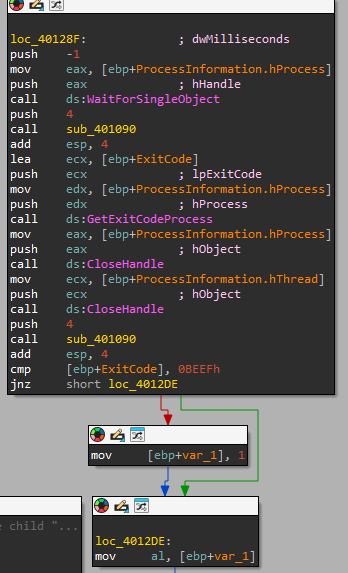 loc_40128F: ; dwMilliseconds
push -1
mov eax, [ebp+ProcessInformation.hProcess]
push eax ; hHandle
call ds:WaitForSingleObject
push 4
call sub_401090
add esp, 4
lea ecx, [ebp+ExitCode]
push ecx ; lpExitCode
mov edx, [ebp+ProcessInformation.hProcess]
push edx ; hProcess
call ds:GetExitCodeProcess
mov eax, [ebp+ProcessInformation.hProcess]
push eax ; hObject
call ds:CloseHandle
mov ecx, [ebp+ProcessInformation.hThread]
push ecx ; hObject
call ds:CloseHandle
push 4
call sub_401090
add esp, 4
cmp [ebp+ExitCode], 0BEEFh
jnz short loc_4012DE
mov [ebp+var_1], 1
e child "...
loc_4012DE:
mov al, [ebp+var_1]